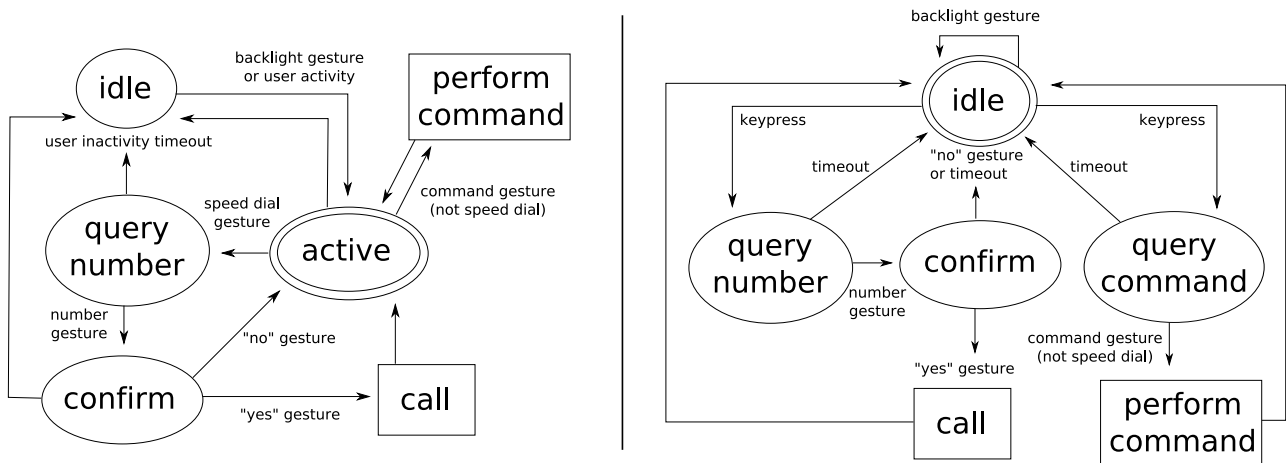 idle
backlight gesture
or user activity
perform
command
user inactivity timeout
command gesture
(not speed dial)
speed dial
gesture
query
number
active
number
gesture
"no" gesture
confirm
"yes" gesture
call
backlight gesture
idle
keypress
keypress
timeout
"no" gesture
or timeout
timeout
query
number
confirm
query
command
number
gesture
command gesture
(not speed dial)
"yes" gesture
call
perform
command